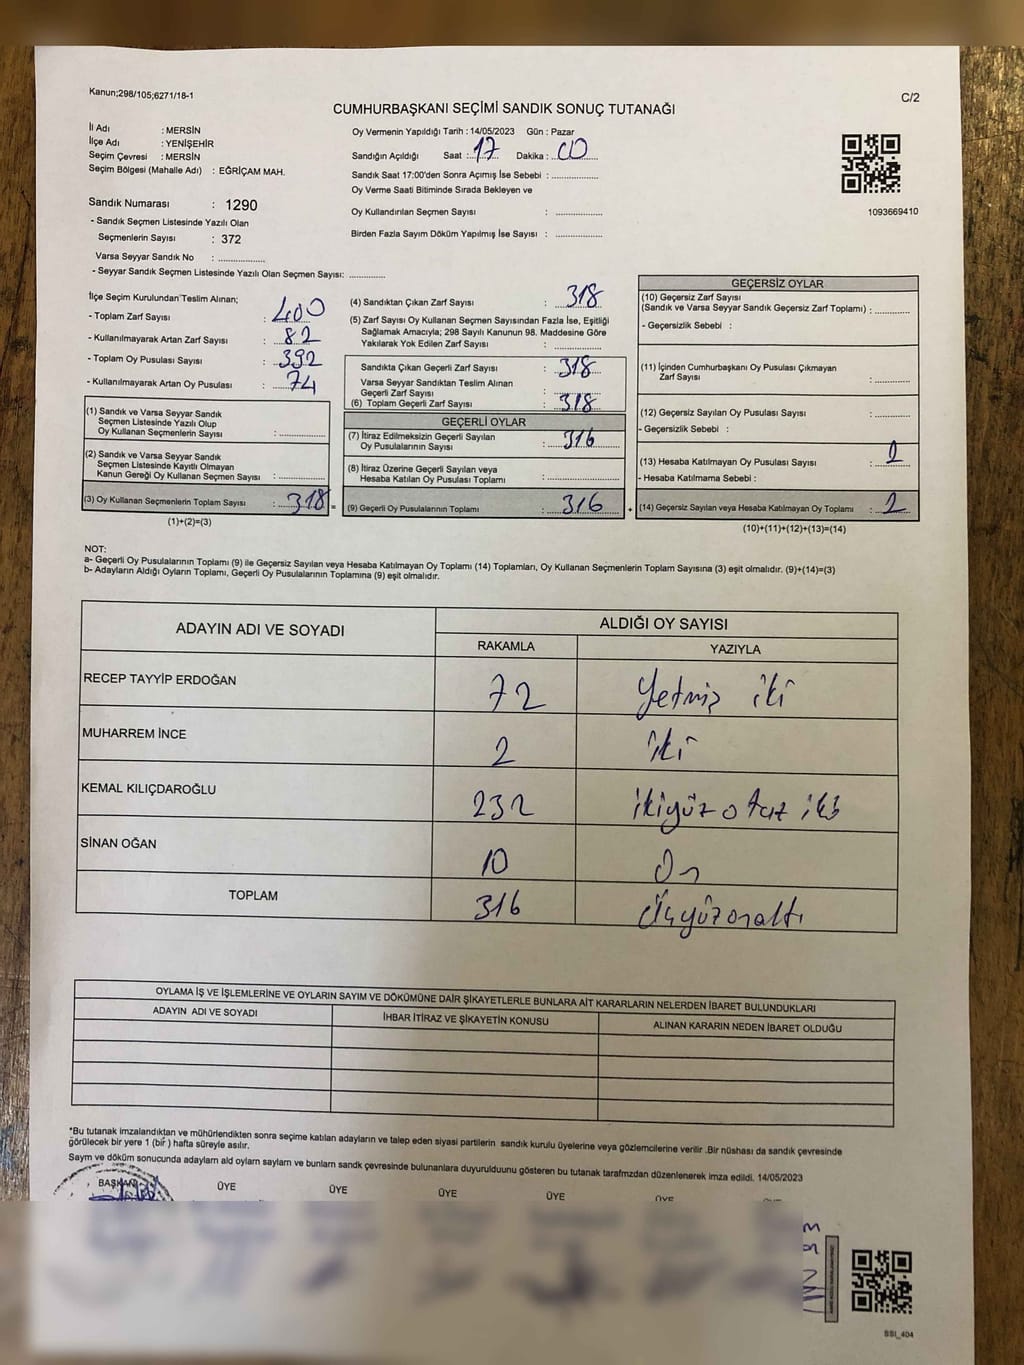 Kanun;298/105;6271/18-1
C/2
CUMHURBAŞKANI SEÇİMİ SANDIK SONUÇ TUTANAĞI
İl Adı : MERSİN
İlçe Adı : YENİŞEHİR
Seçim Çevresi : MERSİN
Seçim Bölgesi (Mahalle Adı) : EĞRİÇAM MAH.
Sandık Numarası : 1290
- Sandık Seçmen Listesinde Yazılı Olan
Seçmenlerin Sayısı : 372
Varsa Seyyar Sandık No : ..................
- Seyyar Sandık Seçmen Listesinde Yazılı Olan Seçmen Sayısı: ............
Oy Vermenin Yapıldığı Tarih : 14/05/2023 Gün : Pazar
Sandığın Açıldığı Saat : 17 Dakika : 00
Sandık Saat 17:00'den Sonra Açımış İse Sebebi : ..................
Oy Verme Saati Bitiminde Sırada Bekleyen ve
Oy Kullandırılan Seçmen Sayısı : ..................
Birden Fazla Sayım Döküm Yapılmış İse Sayısı : ..................
1093669410
İlçe Seçim Kurulundan Teslim Alınan;
- Toplam Zarf Sayısı : 400
- Kullanılmayarak Artan Zarf Sayısı : 82
- Toplam Oy Pusulası Sayısı : 392
- Kullanılmayarak Artan Oy Pusulası : 74
(1) Sandık ve Varsa Seyyar Sandık
Seçmen Listesinde Yazılı Olup
Oy Kullanan Seçmenlerin Sayısı : ..................
(2) Sandık ve Varsa Seyyar Sandık
Seçmen Listesinde Kayıtlı Olmayan
Kanun Gereği Oy Kullanan Seçmen Sayısı : ..................
(3) Oy Kullanan Seçmenlerin Toplam Sayısı : 318 =
(1)+(2)=(3)
(4) Sandıktan Çıkan Zarf Sayısı : 318
(5) Zarf Sayısı Oy Kullanan Seçmen Sayısından Fazla İse, Eşitliği
Sağlamak Amacıyla; 298 Sayılı Kanunun 98. Maddesine Göre
Yakılarak Yok Edilen Zarf Sayısı : ..................
Sandıkta Çıkan Geçerli Zarf Sayısı : 318
Varsa Seyyar Sandıktan Teslim Alınan
Geçerli Zarf Sayısı : ..................
(6) Toplam Geçerli Zarf Sayısı : 318
GEÇERLİ OYLAR
(7) İtiraz Edilmeksizin Geçerli Sayılan
Oy Pusulalarının Sayısı : 316
(8) İtiraz Üzerine Geçerli Sayılan veya
Hesaba Katılan Oy Pusulası Toplamı : ..................
(9) Geçerli Oy Pusulalarının Toplamı : 316 +
GEÇERSİZ OYLAR
(10) Geçersiz Zarf Sayısı
(Sandık ve Varsa Seyyar Sandık Geçersiz Zarf Toplamı) : ............
- Geçersizlik Sebebi :
(11) İçinden Cumhurbaşkanı Oy Pusulası Çıkmayan
Zarf Sayısı : ............
(12) Geçersiz Sayılan Oy Pusulası Sayısı : ............
- Geçersizlik Sebebi :
(13) Hesaba Katılmayan Oy Pusulası Sayısı : 2
- Hesaba Katılmama Sebebi :
(14) Geçersiz Sayılan veya Hesaba Katılmayan Oy Toplamı : 2
(10)+(11)+(12)+(13)=(14)
NOT:
a- Geçerli Oy Pusulalarının Toplamı (9) ile Geçersiz Sayılan veya Hesaba Katılmayan Oy Toplamı (14) Toplamları, Oy Kullanan Seçmenlerin Toplam Sayısına (3) eşit olmalıdır. (9)+(14)=(3)
b- Adayların Aldığı Oyların Toplamı, Geçerli Oy Pusulalarının Toplamına (9) eşit olmalıdır.
ADAYIN ADI VE SOYADI
ALDIĞI OY SAYISI
RAKAMLA YAZIYLA
RECEP TAYYİP ERDOĞAN 72 Yetmiş iki
MUHARREM İNCE 2 iki
KEMAL KILIÇDAROĞLU 232 ikiyüz otuz iki
SİNAN OĞAN 10 On
TOPLAM 316 Üçyüzonaltı
OYLAMA İŞ VE İŞLEMLERİNE VE OYLARIN SAYIM VE DÖKÜMÜNE DAİR ŞİKAYETLERLE BUNLARA AİT KARARLARIN NELERDEN İBARET BULUNDUKLARI
ADAYIN ADI VE SOYADI İHBAR İTİRAZ VE ŞİKAYETİN KONUSU ALINAN KARARIN NEDEN İBARET OLDUĞU
*Bu tutanak imzalandıktan ve mühürlendikten sonra seçime katılan adayların ve talep eden siyasi partilerin sandık kurulu üyelerine veya gözlemcilerine verilir .Bir nüshası da sandık çevresinde
görülecek bir yere 1 (bir ) hafta süreyle asılır.
Saym ve döküm sonucunda adaylarn ald oylarn saylarn ve bunların sandk çevresinde bulunanlara duyurulduunu gösteren bu tutanak tarafmzdan düzenlenerek imza edildi. 14/05/2023
BAŞKAN ÜYE ÜYE ÜYE ÜYE ÜYE
BSI_404